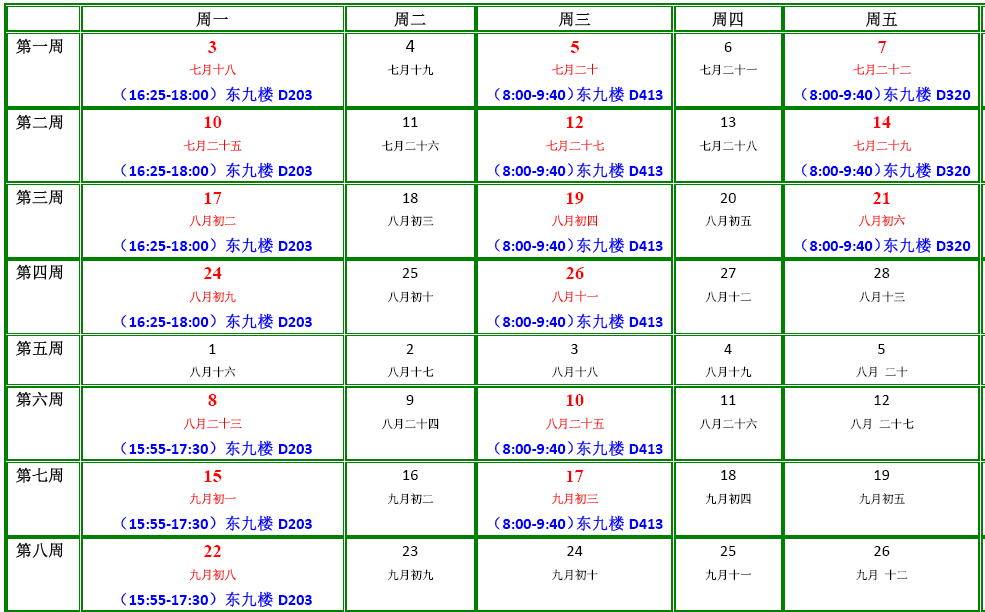 周一 周二 周三 周四 周五
第一周 3 4 5 6 7
七月十八 七月十九 七月二十 七月二十一 七月二十二
（16:25-18:00）东九楼 D203 （8:00-9:40）东九楼 D413 （8:00-9:40）东九楼 D320
第二周 10 11 12 13 14
七月二十五 七月二十六 七月二十七 七月二十八 七月二十九
（16:25-18:00）东九楼 D203 （8:00-9:40）东九楼 D413 （8:00-9:40）东九楼 D320
第三周 17 18 19 20 21
八月初二 八月初三 八月初四 八月初五 八月初六
（16:25-18:00）东九楼 D203 （8:00-9:40）东九楼 D413 （8:00-9:40）东九楼 D320
第四周 24 25 26 27 28
八月初九 八月初十 八月十一 八月十二 八月十三
（16:25-18:00）东九楼 D203 （8:00-9:40）东九楼 D413
第五周 1 2 3 4 5
八月十六 八月十七 八月十八 八月十九 八月 二十
第六周 8 9 10 11 12
八月二十三 八月二十四 八月二十五 八月二十六 八月 二十七
（15:55-17:30）东九楼 D203 （8:00-9:40）东九楼 D413
第七周 15 16 17 18 19
九月初一 九月初二 九月初三 九月初四 九月初五
（15:55-17:30）东九楼 D203 （8:00-9:40）东九楼 D413
第八周 22 23 24 25 26
九月初八 九月初九 九月初十 九月十一 九月 十二
（15:55-17:30）东九楼 D203